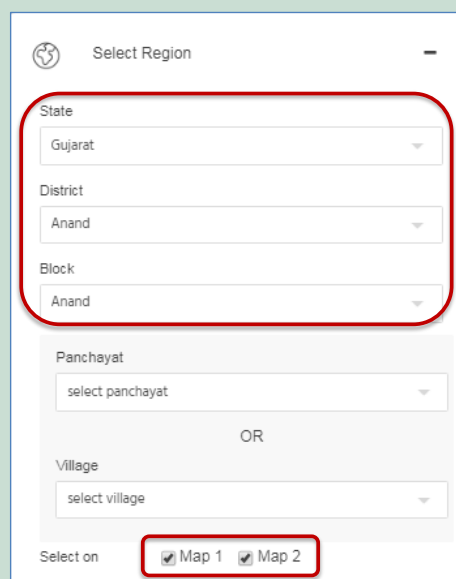 Select Region
State
Gujarat
District
Anand
Block
Anand
Panchayat
select panchayat
OR
Village
select village
Select on Map 1 Map 2